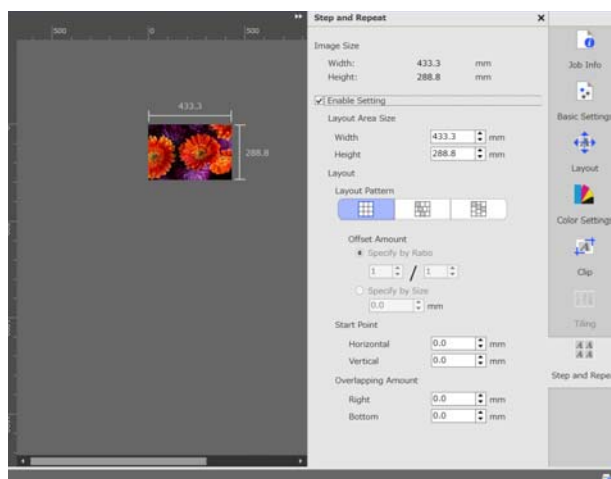 Step and Repeat
500 0 500
433.3
288.8
Image Size
Width: 433.3 mm
Height: 288.8 mm
Enable Setting
Layout Area Size
Width 433.3 mm
Height 288.8 mm
Layout
Layout Pattern
Offset Amount
Specify by Ratio
1 / 1
Specify by Size
0.0 mm
Start Point
Horizontal 0.0 mm
Vertical 0.0 mm
Overlapping Amount
Right 0.0 mm
Bottom 0.0 mm
Job Info
Basic Setting
Layout
Color Setting
Clip
Tiling
Step and Repe